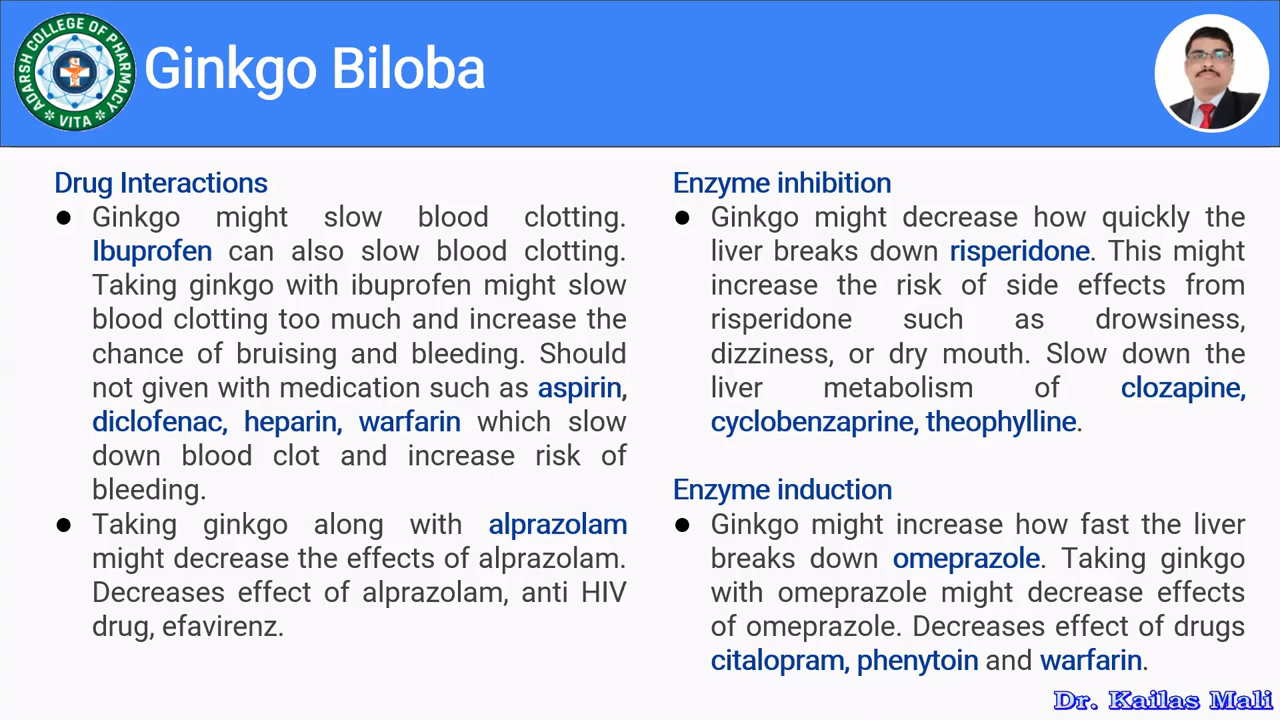 ADARSH COLLEGE OF PHARMACY
VITA
Ginkgo Biloba
Drug Interactions
● Ginkgo might slow blood clotting.
Ibuprofen can also slow blood clotting.
Taking ginkgo with ibuprofen might slow
blood clotting too much and increase the
chance of bruising and bleeding. Should
not given with medication such as aspirin,
diclofenac, heparin, warfarin which slow
down blood clot and increase risk of
bleeding.
● Taking ginkgo along with alprazolam
might decrease the effects of alprazolam.
Decreases effect of alprazolam, anti HIV
drug, efavirenz.
Enzyme inhibition
● Ginkgo might decrease how quickly the
liver breaks down risperidone. This might
increase the risk of side effects from
risperidone such as drowsiness,
dizziness, or dry mouth. Slow down the
liver metabolism of clozapine,
cyclobenzaprine, theophylline.
Enzyme induction
● Ginkgo might increase how fast the liver
breaks down omeprazole. Taking ginkgo
with omeprazole might decrease effects
of omeprazole. Decreases effect of drugs
citalopram, phenytoin and warfarin.
Dr. Kailas Mali